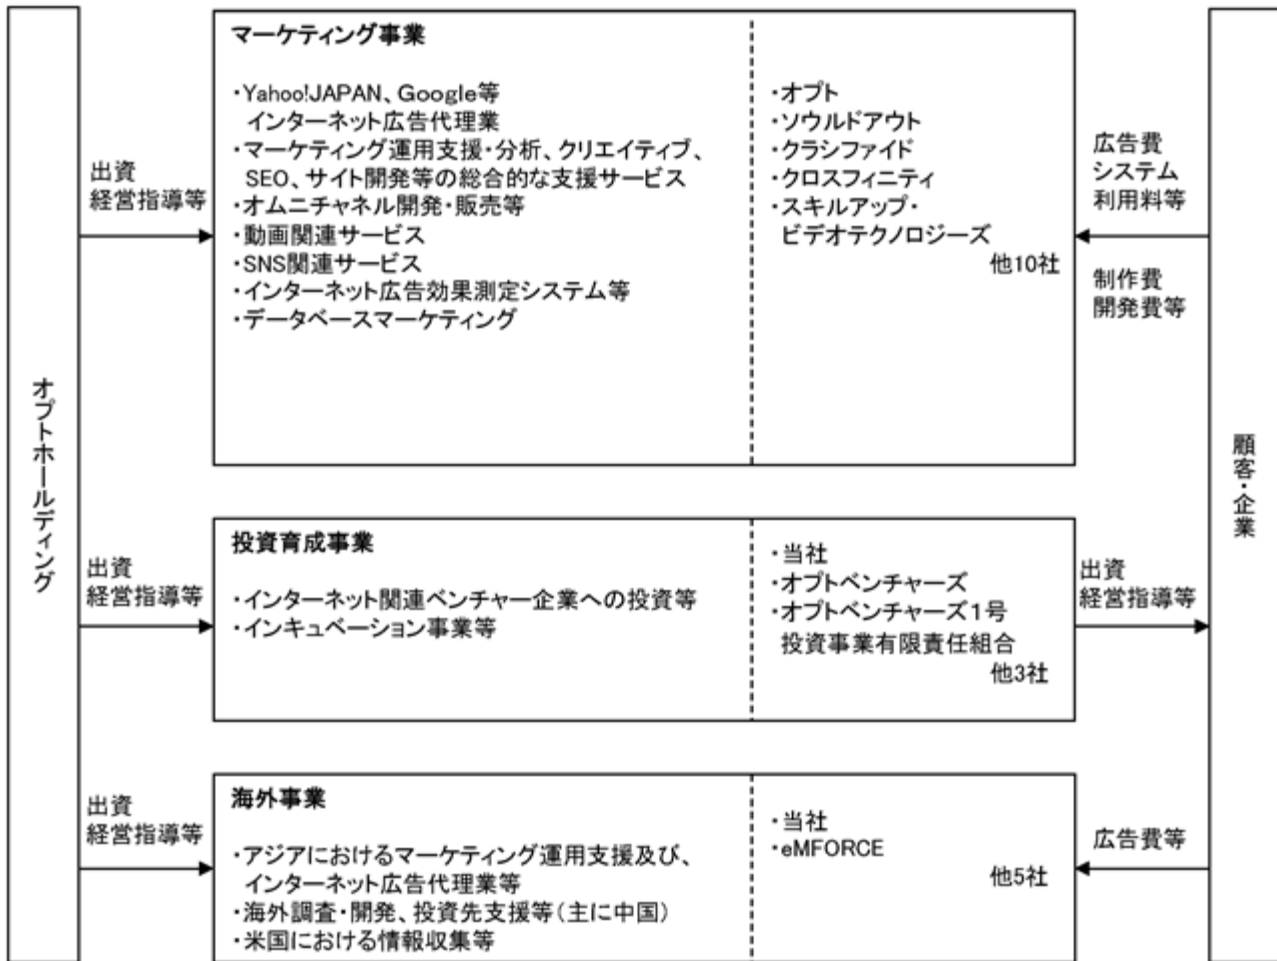 オプトホールディング
出資
経営指導等
マーケティング事業
・Yahoo!JAPAN、Google等
インターネット広告代理業
・マーケティング運用支援・分析、クリエイティブ、
SEO、サイト開発等の総合的な支援サービス
・オムニチャネル開発・販売等
・動画関連サービス
・SNS関連サービス
・インターネット広告効果測定システム等
・データベースマーケティング
・オプト
・ソウルドアウト
・クラシファイド
・クロスフィニティ
・スキルアップ・
ビデオテクノロジーズ
他10社
広告費
システム
利用料等
制作費
開発費等
出資
経営指導等
投資育成事業
・インターネット関連ベンチャー企業への投資等
・インキュベーション事業等
・当社
・オプトベンチャーズ
・オプトベンチャーズ1号
投資事業有限責任組合
他3社
出資
経営指導等
出資
経営指導等
海外事業
・アジアにおけるマーケティング運用支援及び、
インターネット広告代理業等
・海外調査・開発、投資先支援等(主に中国)
・米国における情報収集等
・当社
・eMFORCE
他5社
広告費等
顧客・企業